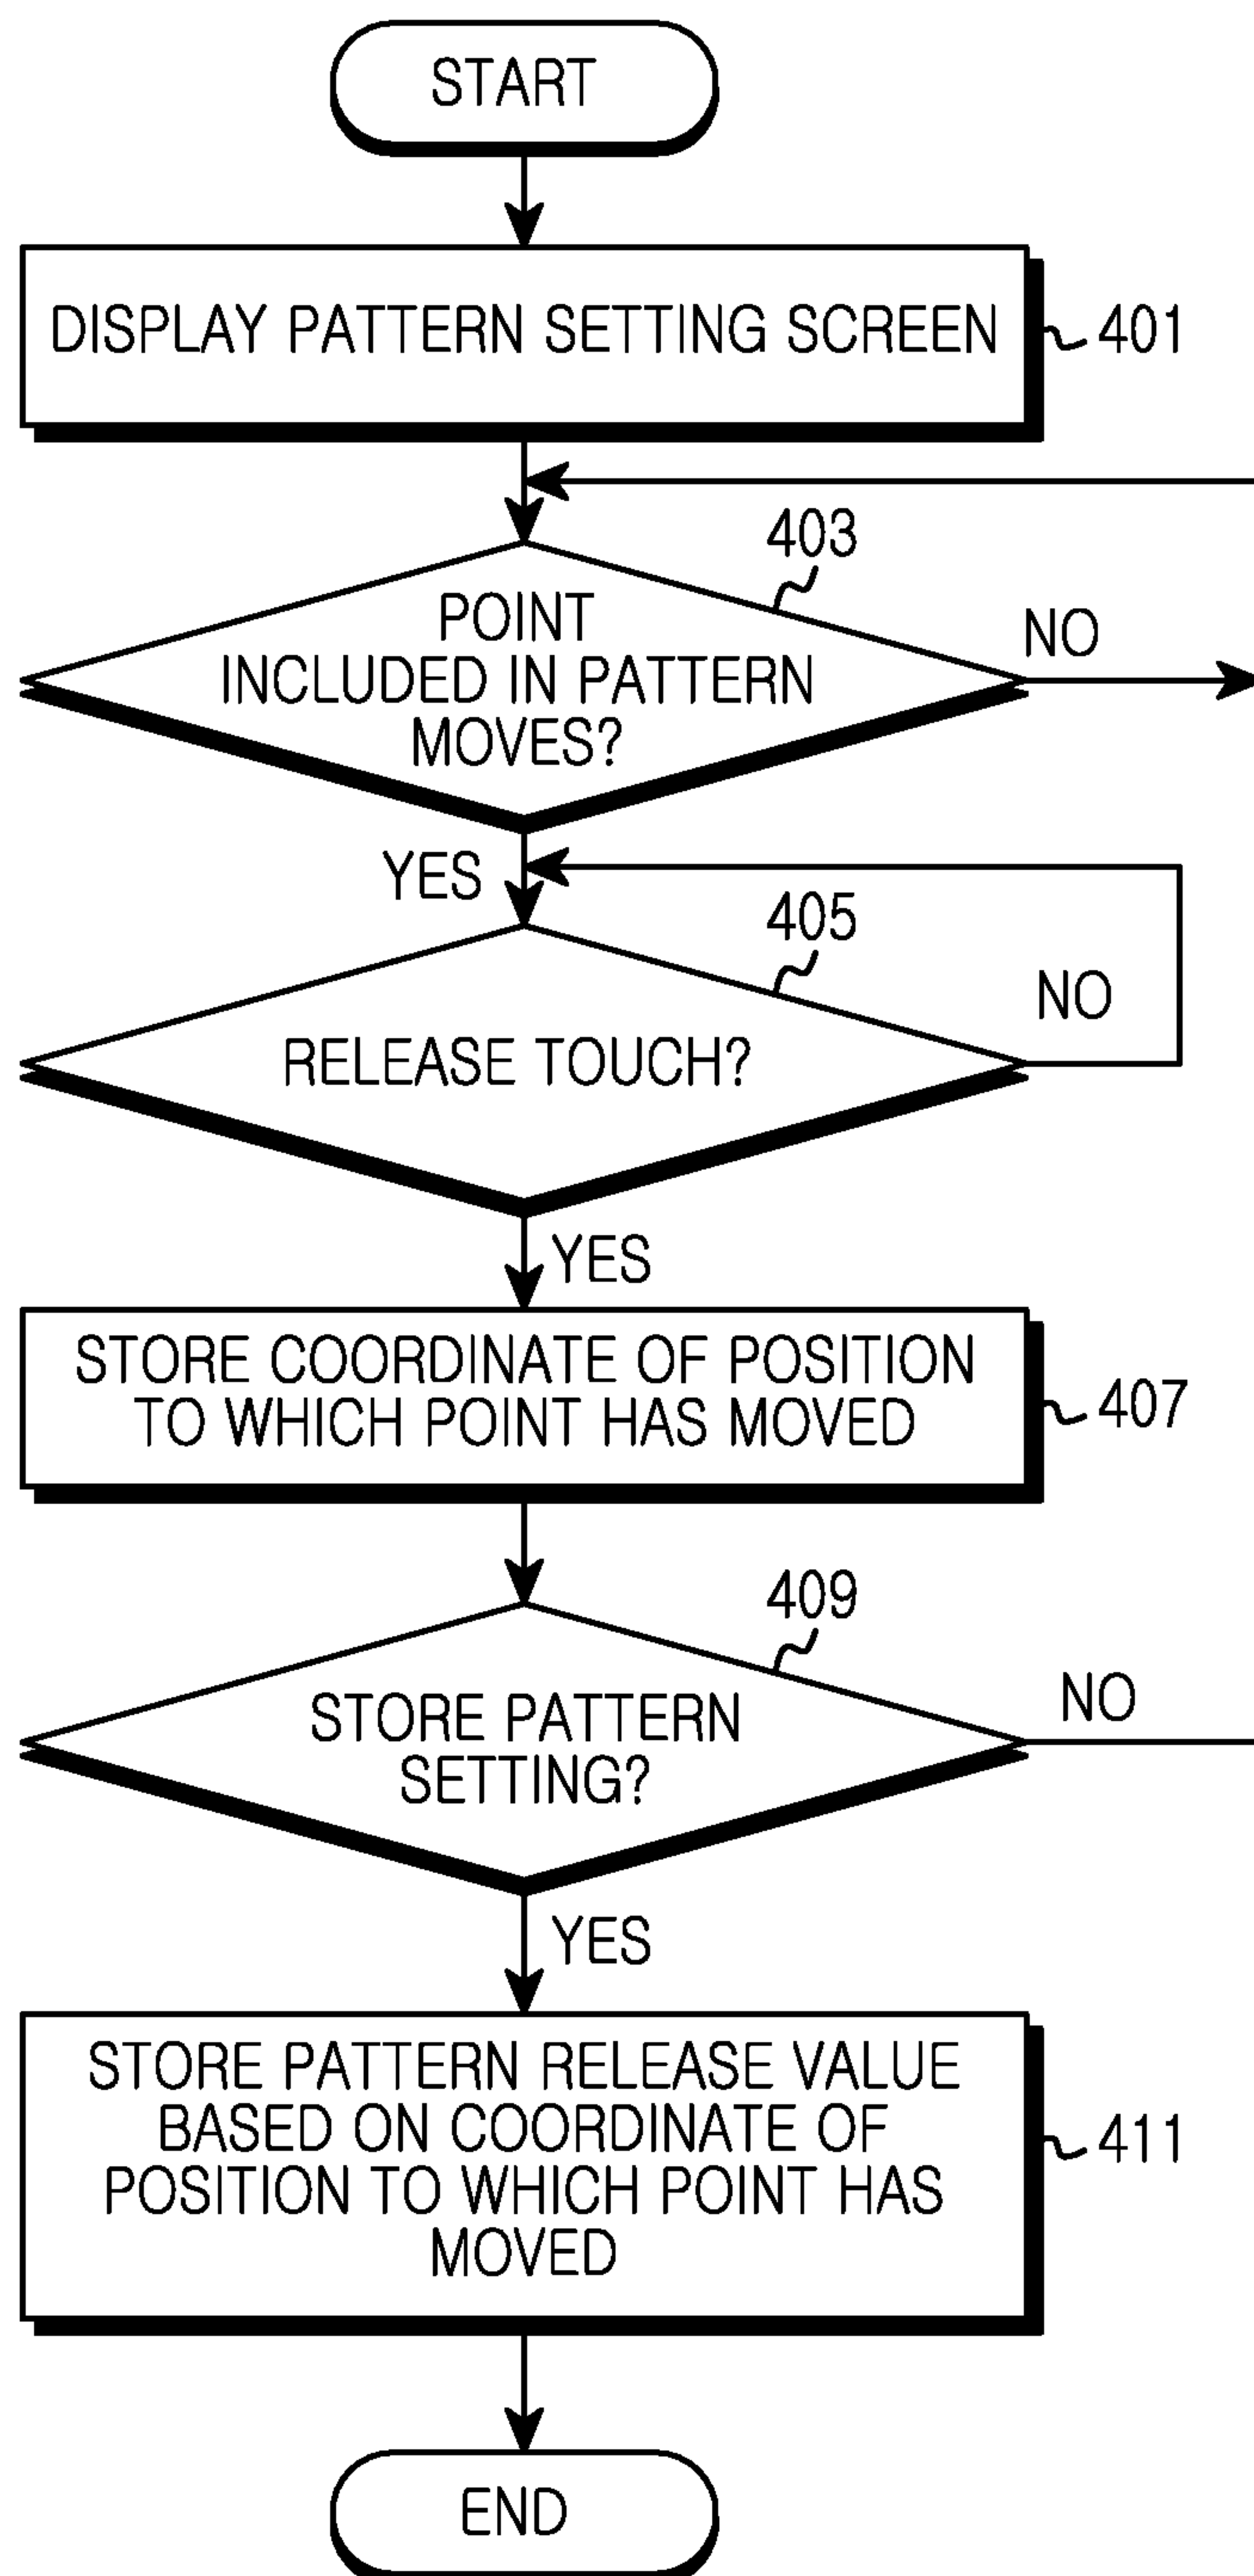 START
DISPLAY PATTERN SETTING SCREEN
401
403
POINT
INCLUDED IN PATTERN
MOVES?
NO
YES
405
RELEASE TOUCH?
NO
YES
STORE COORDINATE OF POSITION
TO WHICH POINT HAS MOVED
407
409
STORE PATTERN
SETTING?
NO
YES
STORE PATTERN RELEASE VALUE
BASED ON COORDINATE OF
POSITION TO WHICH POINT HAS
MOVED
411
END